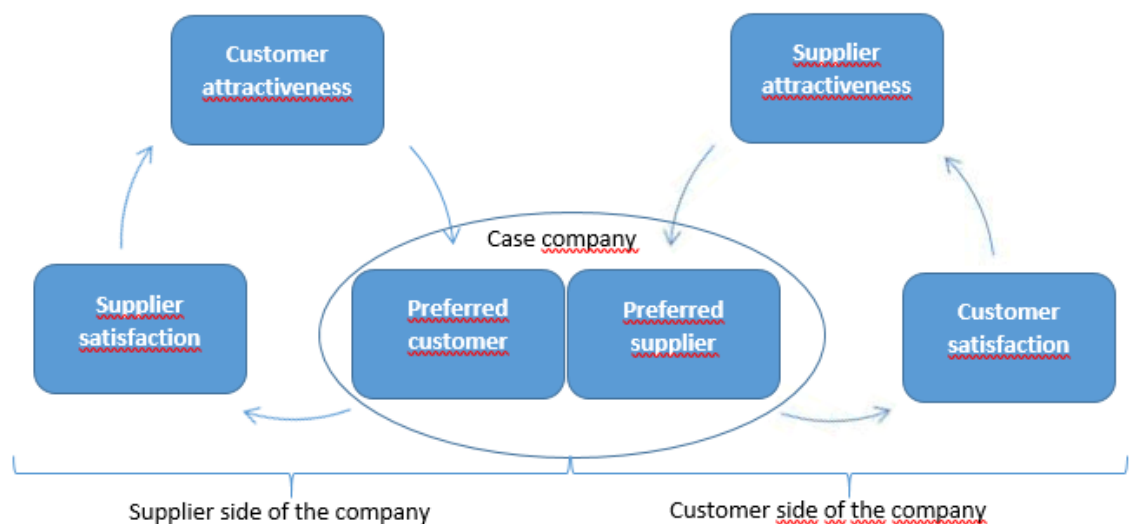 Customer
attractiveness
Supplier
attractiveness
Case company
Supplier
satisfaction
Preferred
customer
Preferred
supplier
Customer
satisfaction
Supplier side of the company
Customer side of the company